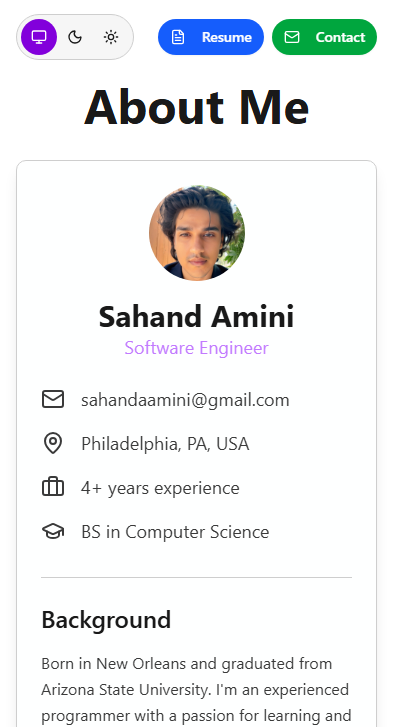 Resume Contact
About Me
Sahand Amini
Software Engineer
sahandaamini@gmail.com
Philadelphia, PA, USA
4+ years experience
BS in Computer Science
Background
Born in New Orleans and graduated from
Arizona State University. I'm an experienced
programmer with a passion for learning and